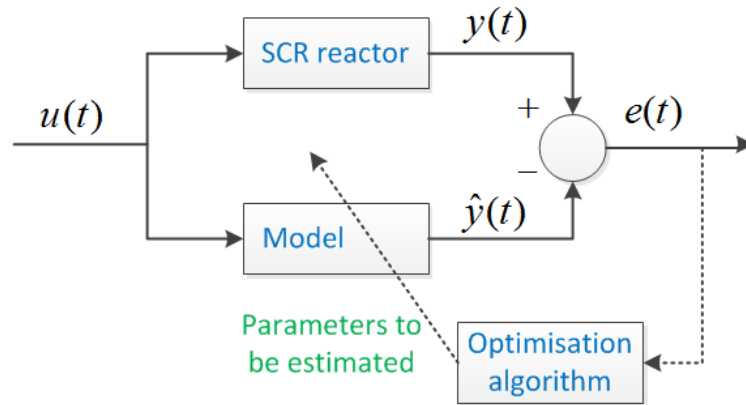 SCR reactor
y(t)
u(t)
+
e(t)
−
Model
ŷ(t)
Parameters to
be estimated
Optimisation
algorithm